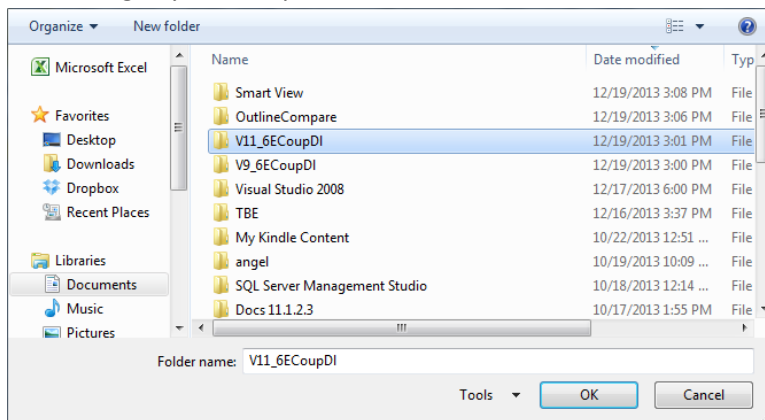 Organize New folder
Name Date modified Typ
Microsoft Excel
Smart View 12/19/2013 3:08 PM File
Favorites OutlineCompare 12/19/2013 3:06 PM File
Desktop V11_6ECoupDI 12/19/2013 3:01 PM File
Downloads V9_6ECoupDI 12/19/2013 3:00 PM File
Dropbox Visual Studio 2008 12/17/2013 6:00 PM File
Recent Places TBE 12/16/2013 3:37 PM File
My Kindle Content 10/22/2013 12:51 ... File
Libraries angel 10/19/2013 10:09 ... File
Documents SQL Server Management Studio 10/18/2013 12:14 ... File
Music Docs 11.1.2.3 10/17/2013 1:55 PM File
Pictures
Folder name: V11_6ECoupDI
Tools OK Cancel